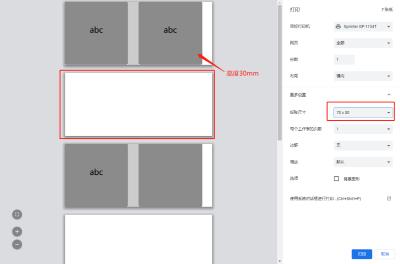 abc
abc
高度30mm
abc
打印
7 张纸
目标打印机
Gprinter GP-1134T
网页
全部
份数
1
布局
横向
更多设置
纸张尺寸
70 x 30
每个工作表的页数
1
边距
无
缩放
默认
选项
背景图形
使用系统对话框进行打印… (Ctrl+Shift+P)
打印
取消